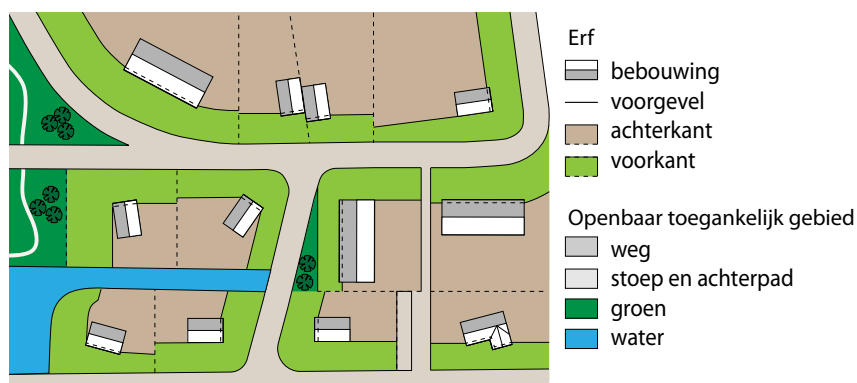 Erf
bebouwing
voorgevel
achterkant
voorkant
Openbaar toegankelijk gebied
weg
stoep en achterpad
groen
water